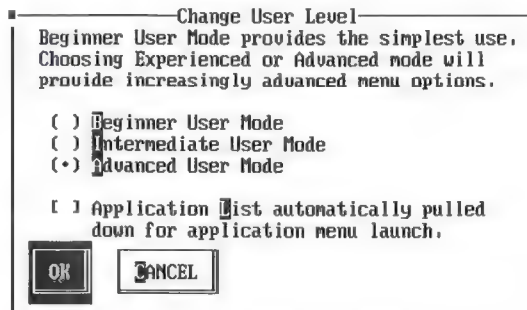 Change User Level
Beginner User Mode provides the simplest use.
Choosing Experienced or Advanced mode will
provide increasingly advanced menu options.
( ) Beginner User Mode
( ) Intermediate User Mode
(•) Advanced User Mode
[ ] Application List automatically pulled
down for application menu launch.
OK CANCEL